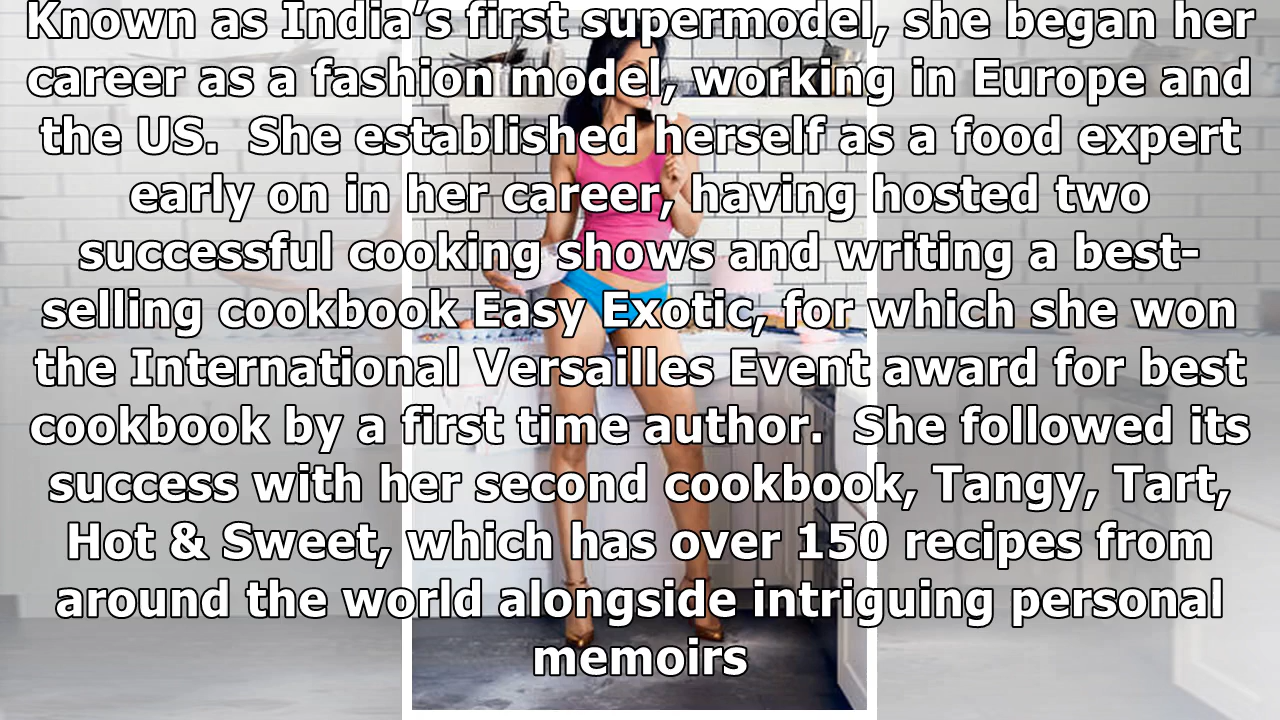 Known as India’s first supermodel, she began her
career as a fashion model, working in Europe and
the US.  She established herself as a food expert
early on in her career, having hosted two
successful cooking shows and writing a best-
selling cookbook Easy Exotic, for which she won
the International Versailles Event award for best
cookbook by a first time author.  She followed its
success with her second cookbook, Tangy, Tart,
Hot & Sweet, which has over 150 recipes from
around the world alongside intriguing personal
memoirs